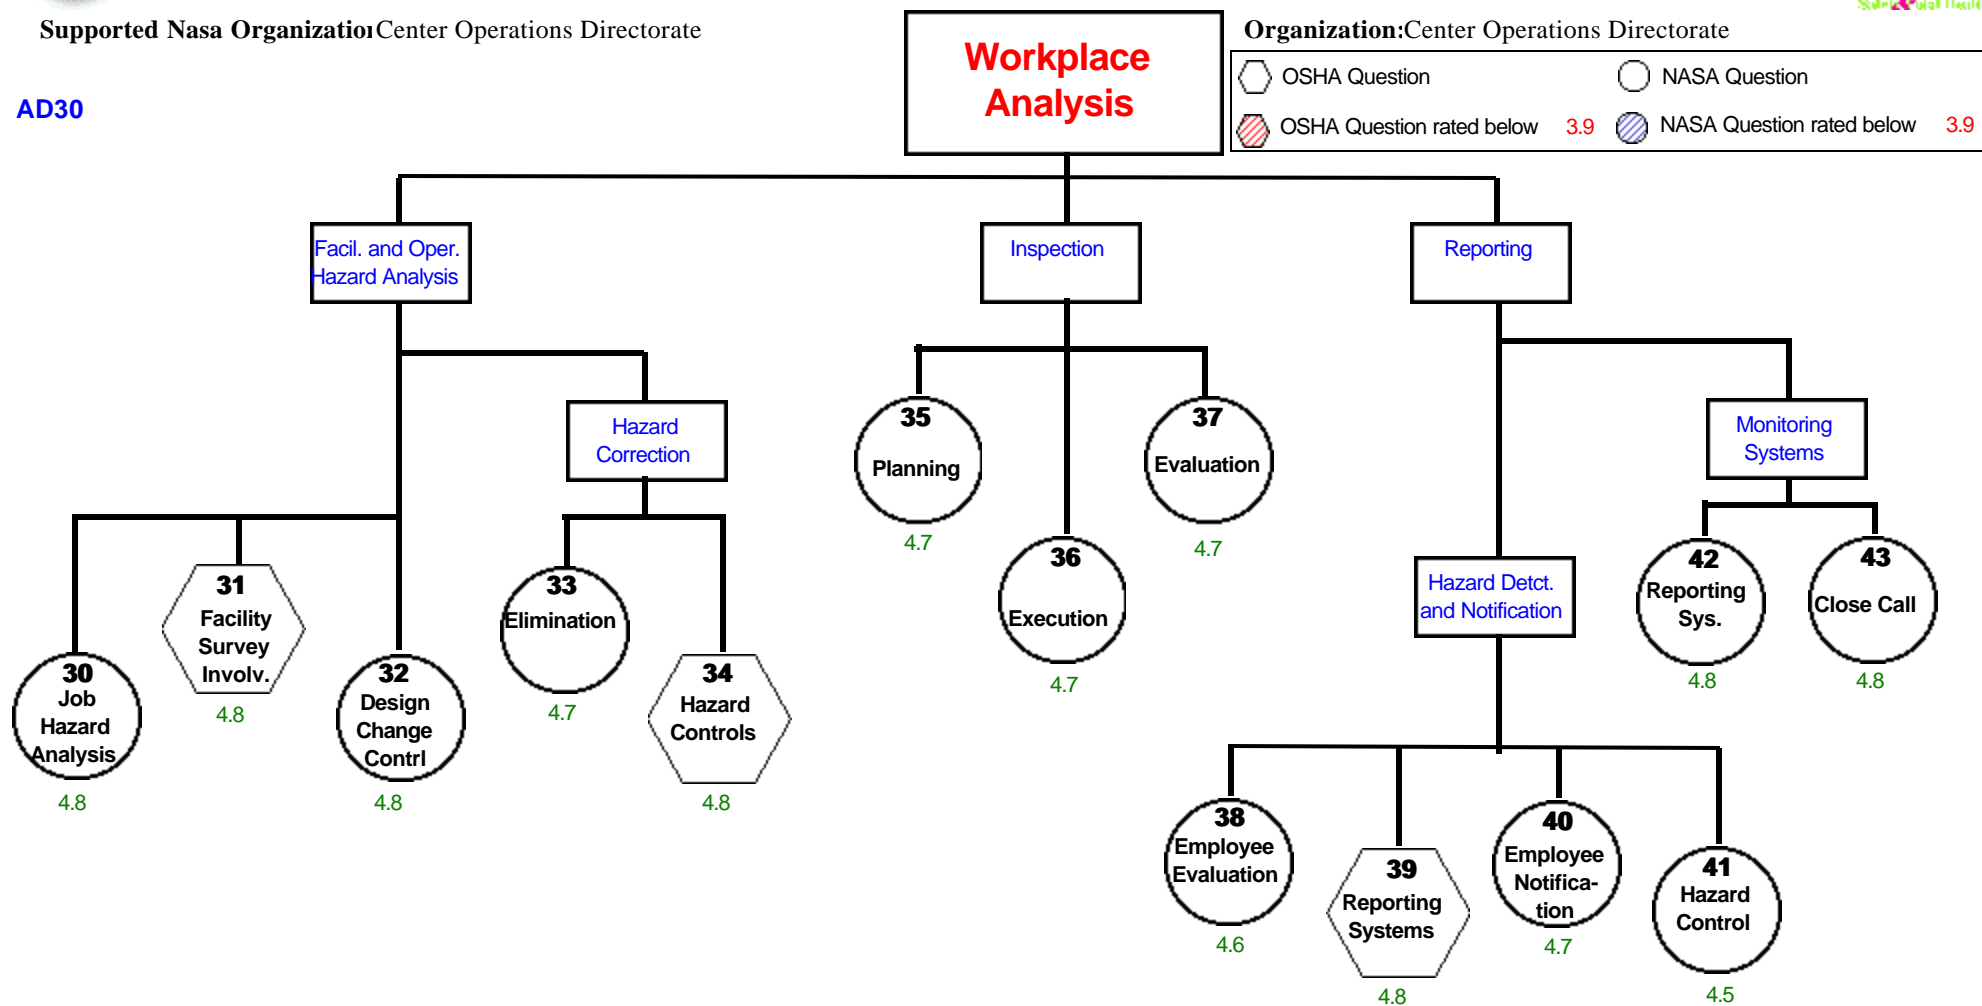 Supported Nasa Organization Center Operations Directorate
Organization: Center Operations Directorate
AD30
Workplace
Analysis
OSHA Question
NASA Question
OSHA Question rated below 3.9
NASA Question rated below 3.9
Facil. and Oper.
Hazard Analysis
Inspection
Reporting
Hazard
Correction
Monitoring
Systems
Hazard Detct.
and Notification
30
Job
Hazard
Analysis
4.8
31
Facility
Survey
Involv.
4.8
32
Design
Change
Contrl
4.8
33
Elimination
4.7
34
Hazard
Controls
4.8
35
Planning
4.7
36
Execution
4.7
37
Evaluation
4.7
38
Employee
Evaluation
4.6
39
Reporting
Systems
4.8
40
Employee
Notifica-
tion
4.7
41
Hazard
Control
4.5
42
Reporting
Sys.
4.8
43
Close Call
4.8